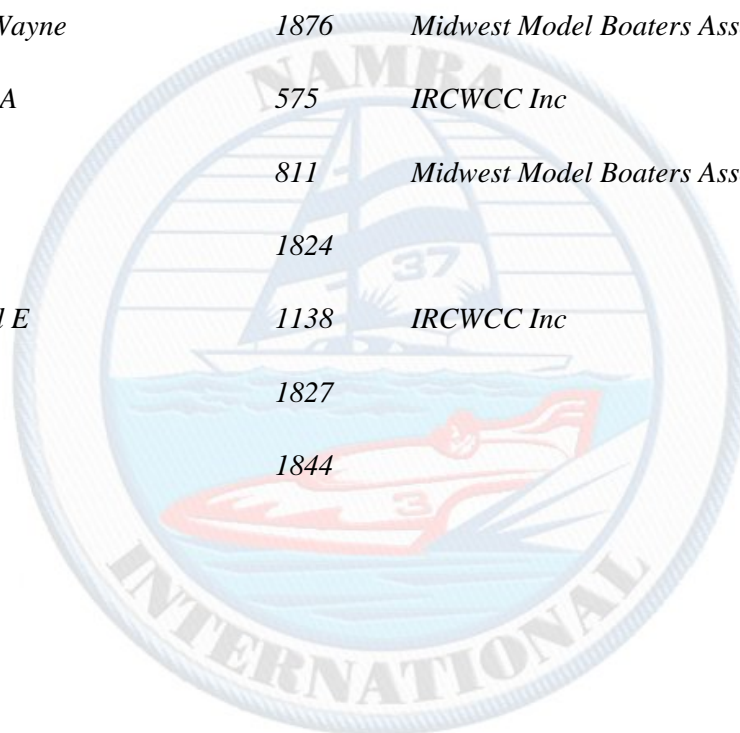 Wayne 1876 Midwest Model Boaters Ass
NAMBA
A 575 IRCWCC Inc
811 Midwest Model Boaters Ass
1824
37
l E 1138 IRCWCC Inc
1827
1844
3
INTERNATIONAL